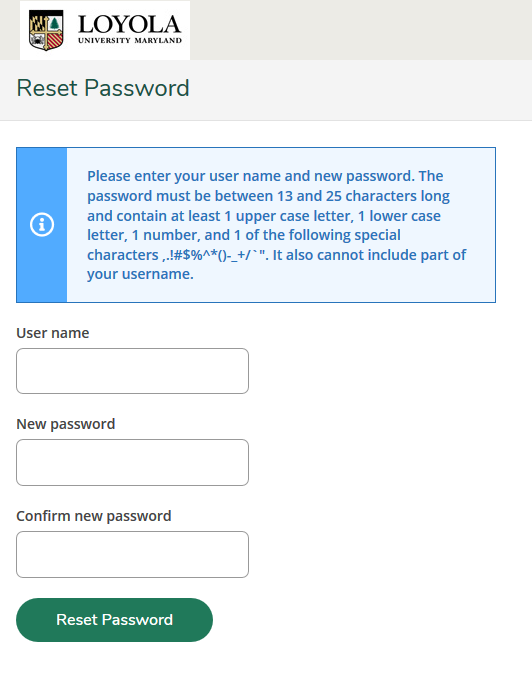 LOYOLA
UNIVERSITY MARYLAND
Reset Password
Please enter your user name and new password. The
password must be between 13 and 25 characters long
and contain at least 1 upper case letter, 1 lower case
letter, 1 number, and 1 of the following special
characters ,.!#$%^*()-_+/`". It also cannot include part of
your username.
User name
New password
Confirm new password
Reset Password